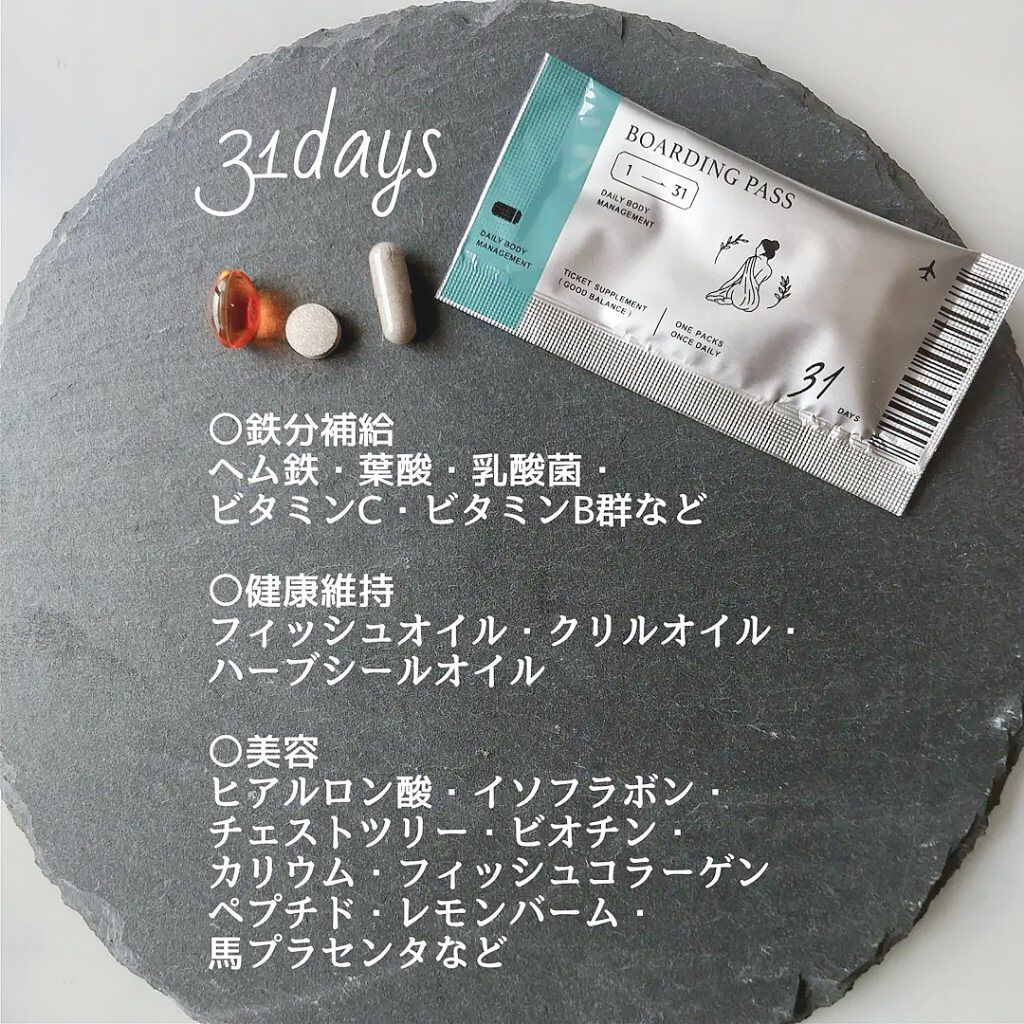 31days
BOARDING PASS
1 → 31
DAILY BODY
MANAGEMENT
DAILY BODY
MANAGEMENT
TICKET SUPPLEMENT
( GOOD BALANCE )
ONE PACKS
ONCE DAILY
31
DAYS
〇鉄分補給
ヘム鉄・葉酸・乳酸菌・
ビタミンC・ビタミンB群など
〇健康維持
フィッシュオイル・クリルオイル・
ハーブシールオイル
〇美容
ヒアルロン酸・イソフラボン・
チェストツリー・ビオチン・
カリウム・フィッシュコラーゲン
ペプチド・レモンバーム・
馬プラセンタなど